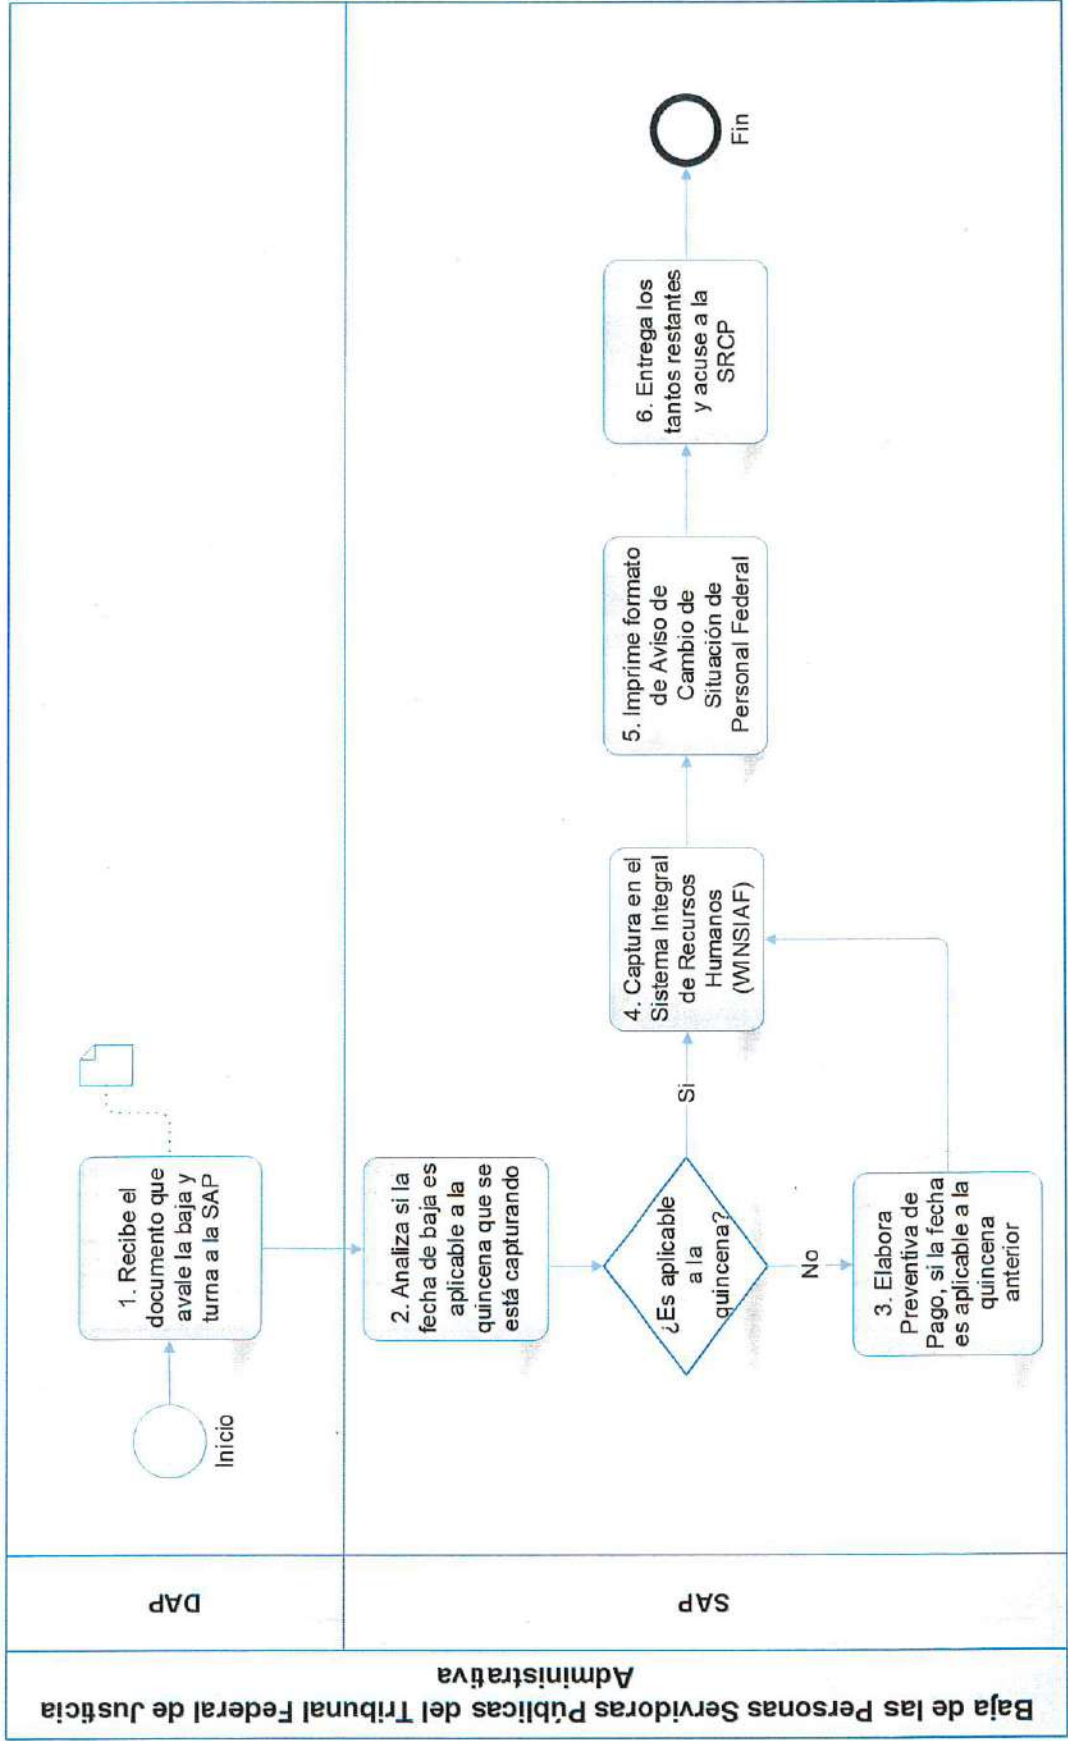 Baja de las Personas Servidoras Públicas del Tribunal Federal de Justicia
Administrativa
DAP
Inicio
1. Recibe el
documento que
avale la baja y
turna a la SAP
SAP
2. Analiza si la
fecha de baja es
aplicable a la
quincena que se
está capturando
¿Es aplicable
a la
quincena?
No
3. Elabora
Preventiva de
Pago, si la fecha
es aplicable a la
quincena
anterior
Si
4. Captura en el
Sistema Integral
de Recursos
Humanos
(WINSIAF)
5. Imprime formato
de Aviso de
Cambio de
Situación de
Personal Federal
6. Entrega los
tantos restantes
y acuse a la
SRCP
Fin